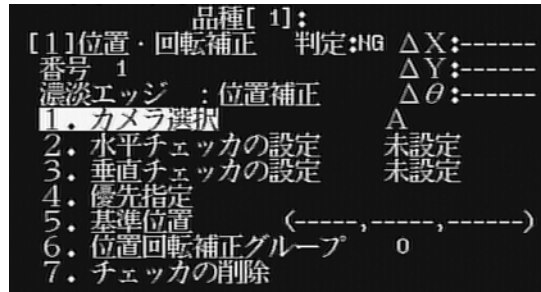 品種[ 1]:
[1]位置・回転補正 判定:NG ΔX:------
番号 1 ΔY:------
濃淡エッジ :位置補正 Δθ:------
1. カメラ選択 A
2. 水平チェッカの設定 未設定
3. 垂直チェッカの設定 未設定
4. 優先指定
5. 基準位置 (-----,-----,------)
6. 位置回転補正グループ 0
7. チェッカの削除